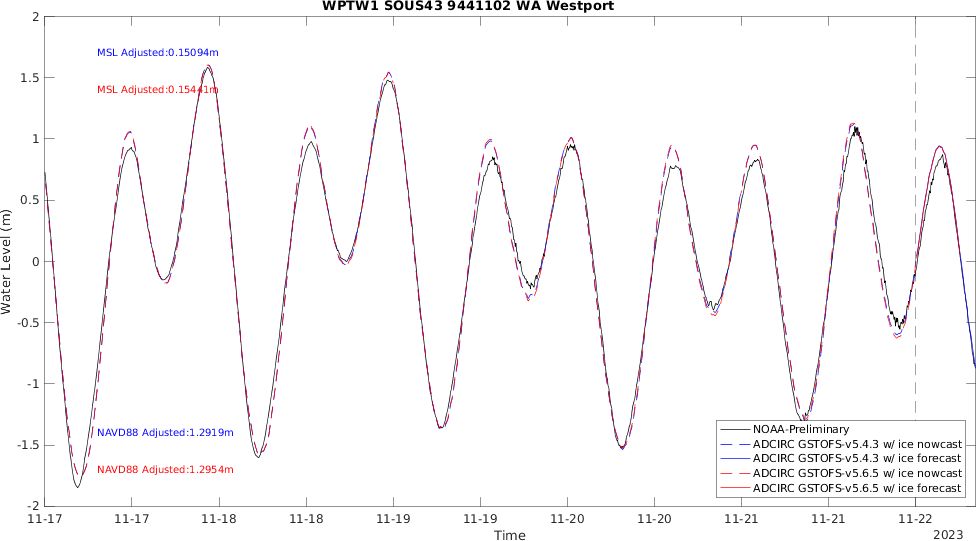 WPTW1 SOUS43 9441102 WA Westport
2
1.5
1
0.5
0
-0.5
-1
-1.5
-2
Water Level (m)
MSL Adjusted:0.15094m
MSL Adjusted:0.15441m
NAVD88 Adjusted:1.2919m
NAVD88 Adjusted:1.2954m
NOAA-Preliminary
ADCIRC GSTOFS-v5.4.3 w/ ice nowcast
ADCIRC GSTOFS-v5.4.3 w/ ice forecast
ADCIRC GSTOFS-v5.6.5 w/ ice nowcast
ADCIRC GSTOFS-v5.6.5 w/ ice forecast
11-17 11-17 11-18 11-18 11-19 11-19 11-20 11-20 11-21 11-21 11-22
Time
2023